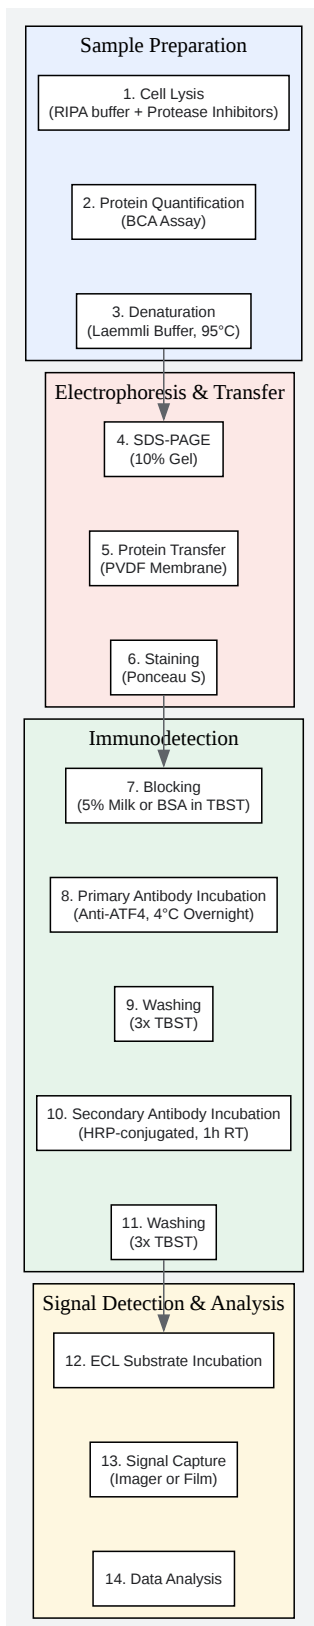 Sample Preparation
1. Cell Lysis
(RIPA buffer + Protease Inhibitors)
2. Protein Quantification
(BCA Assay)
3. Denaturation
(Laemmli Buffer, 95°C)
Electrophoresis & Transfer
4. SDS-PAGE
(10% Gel)
5. Protein Transfer
(PVDF Membrane)
6. Staining
(Ponceau S)
Immunodetection
7. Blocking
(5% Milk or BSA in TBST)
8. Primary Antibody Incubation
(Anti-ATF4, 4°C Overnight)
9. Washing
(3x TBST)
10. Secondary Antibody Incubation
(HRP-conjugated, 1h RT)
11. Washing
(3x TBST)
Signal Detection & Analysis
12. ECL Substrate Incubation
13. Signal Capture
(Imager or Film)
14. Data Analysis